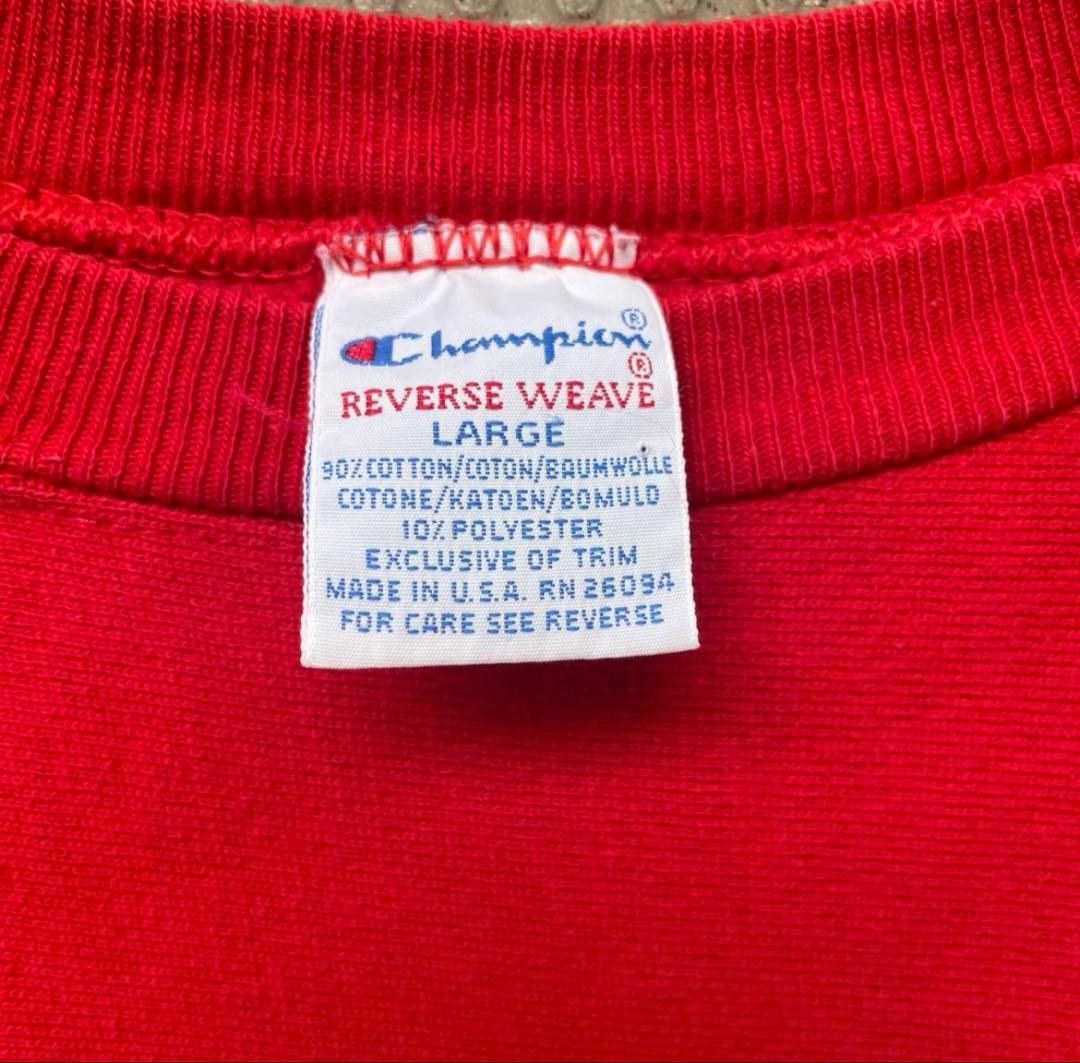 Champion®
REVERSE WEAVE®
LARGE
90% COTTON/COTON/BAUMWOLLE
COTONE/KATOEN/BOMULD
10% POLYESTER
EXCLUSIVE OF TRIM
MADE IN U.S.A. RN 26094
FOR CARE SEE REVERSE